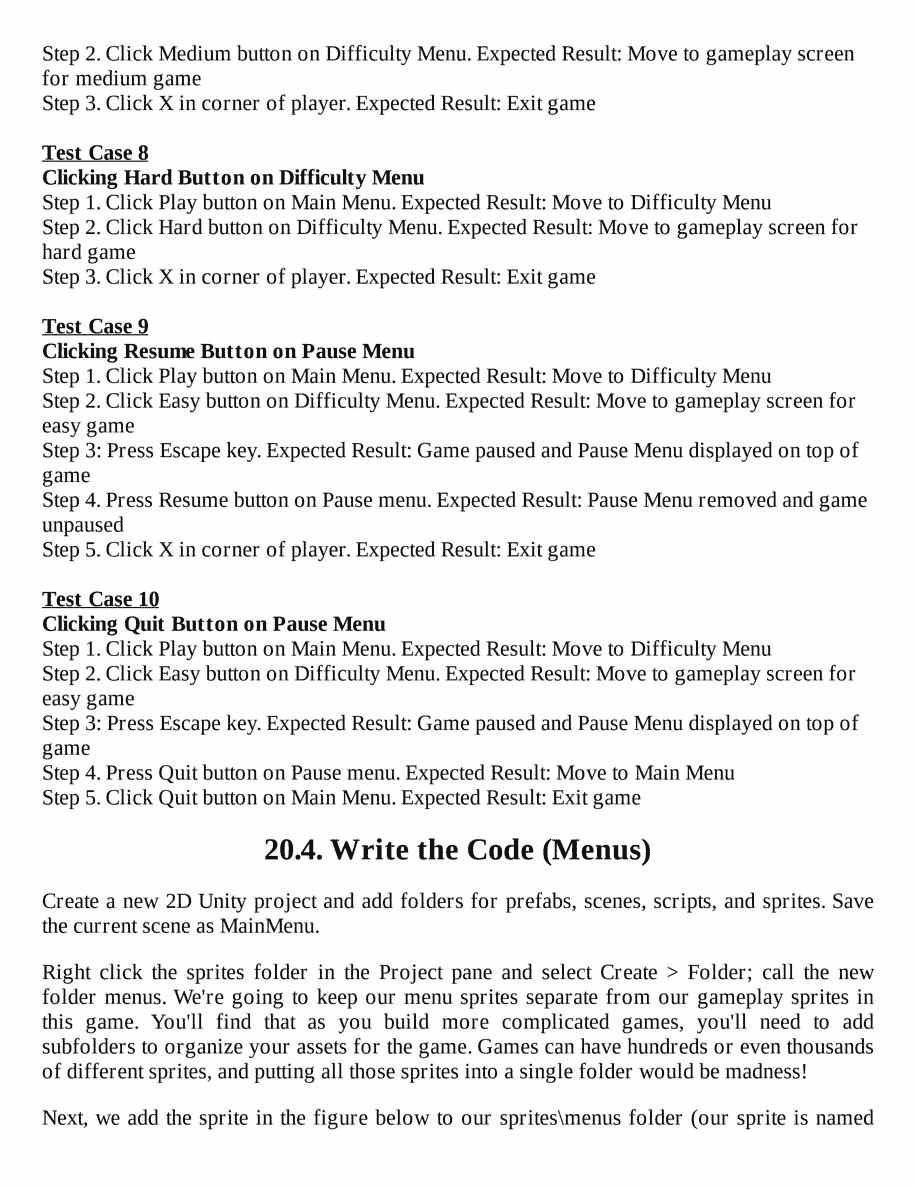 Step 2. Click Medium button on Difficulty Menu. Expected Result: Move to gameplay screen
for medium game
Step 3. Click X in corner of player. Expected Result: Exit game
Test Case 8
Clicking Hard Button on Difficulty Menu
Step 1. Click Play button on Main Menu. Expected Result: Move to Difficulty Menu
Step 2. Click Hard button on Difficulty Menu. Expected Result: Move to gameplay screen for
hard game
Step 3. Click X in corner of player. Expected Result: Exit game
Test Case 9
Clicking Resume Button on Pause Menu
Step 1. Click Play button on Main Menu. Expected Result: Move to Difficulty Menu
Step 2. Click Easy button on Difficulty Menu. Expected Result: Move to gameplay screen for
easy game
Step 3: Press Escape key. Expected Result: Game paused and Pause Menu displayed on top of
game
Step 4. Press Resume button on Pause menu. Expected Result: Pause Menu removed and game
unpaused
Step 5. Click X in corner of player. Expected Result: Exit game
Test Case 10
Clicking Quit Button on Pause Menu
Step 1. Click Play button on Main Menu. Expected Result: Move to Difficulty Menu
Step 2. Click Easy button on Difficulty Menu. Expected Result: Move to gameplay screen for
easy game
Step 3: Press Escape key. Expected Result: Game paused and Pause Menu displayed on top of
game
Step 4. Press Quit button on Pause menu. Expected Result: Move to Main Menu
Step 5. Click Quit button on Main Menu. Expected Result: Exit game
20.4. Write the Code (Menus)
Create a new 2D Unity project and add folders for prefabs, scenes, scripts, and sprites. Save
the current scene as MainMenu.
Right click the sprites folder in the Project pane and select Create > Folder; call the new
folder menus. We're going to keep our menu sprites separate from our gameplay sprites in
this game. You'll find that as you build more complicated games, you'll need to add
subfolders to organize your assets for the game. Games can have hundreds or even thousands
of different sprites, and putting all those sprites into a single folder would be madness!
Next, we add the sprite in the figure below to our sprites\menus folder (our sprite is named